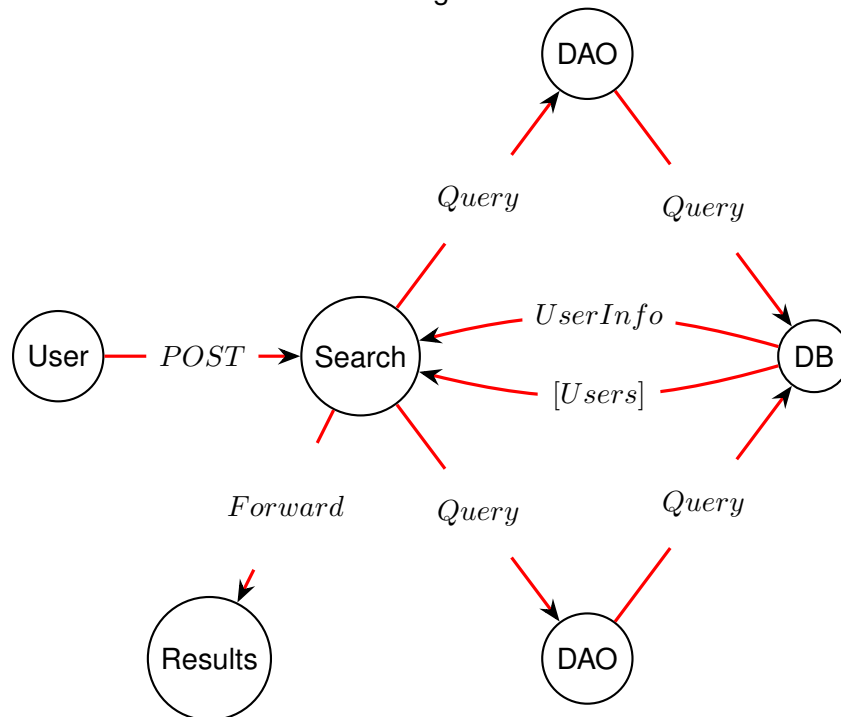 DAO
Query
Query
UserInfo
User
POST
Search
DB
[Users]
Forward
Query
Query
Results
DAO